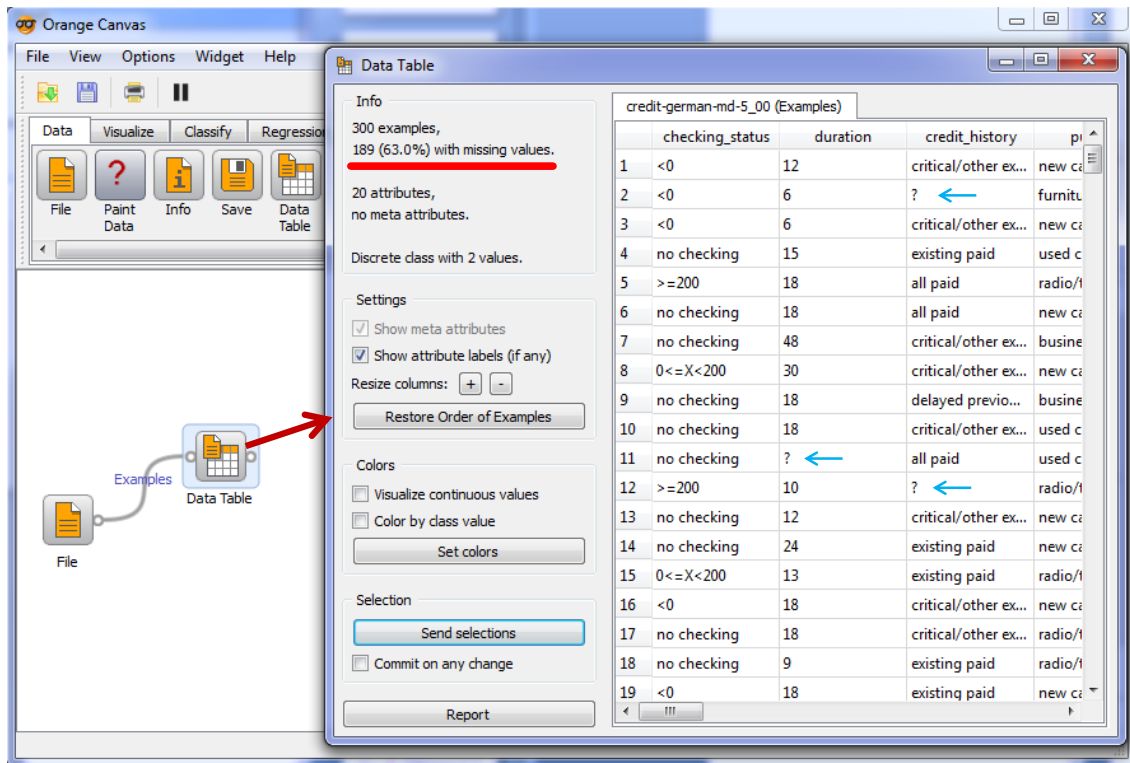 Orange Canvas
File View Options Widget Help
Data Visualize Classify Regression
File Paint Data Info Save Data Table
Examples
Data Table
File
Data Table
Info
300 examples,
189 (63.0%) with missing values.
20 attributes,
no meta attributes.
Discrete class with 2 values.
Settings
Show meta attributes
Show attribute labels (if any)
Resize columns: + -
Restore Order of Examples
Colors
Visualize continuous values
Color by class value
Set colors
Selection
Send selections
Commit on any change
Report
credit-german-md-5_00 (Examples)
checking_status duration credit_history
1 <0 12 critical/other ex... new ca
2 <0 6 ? furnitu
3 <0 6 critical/other ex... new ca
4 no checking 15 existing paid used c
5 >=200 18 all paid radio/t
6 no checking 18 all paid new ca
7 no checking 48 critical/other ex... busine
8 0<=X<200 30 critical/other ex... new ca
9 no checking 18 delayed previo... busine
10 no checking 18 critical/other ex... used c
11 no checking ? all paid used c
12 >=200 10 ? radio/t
13 no checking 12 critical/other ex... new ca
14 no checking 24 existing paid new ca
15 0<=X<200 13 existing paid radio/t
16 <0 18 critical/other ex... new ca
17 no checking 18 critical/other ex... radio/t
18 no checking 9 existing paid radio/t
19 <0 18 existing paid new ca